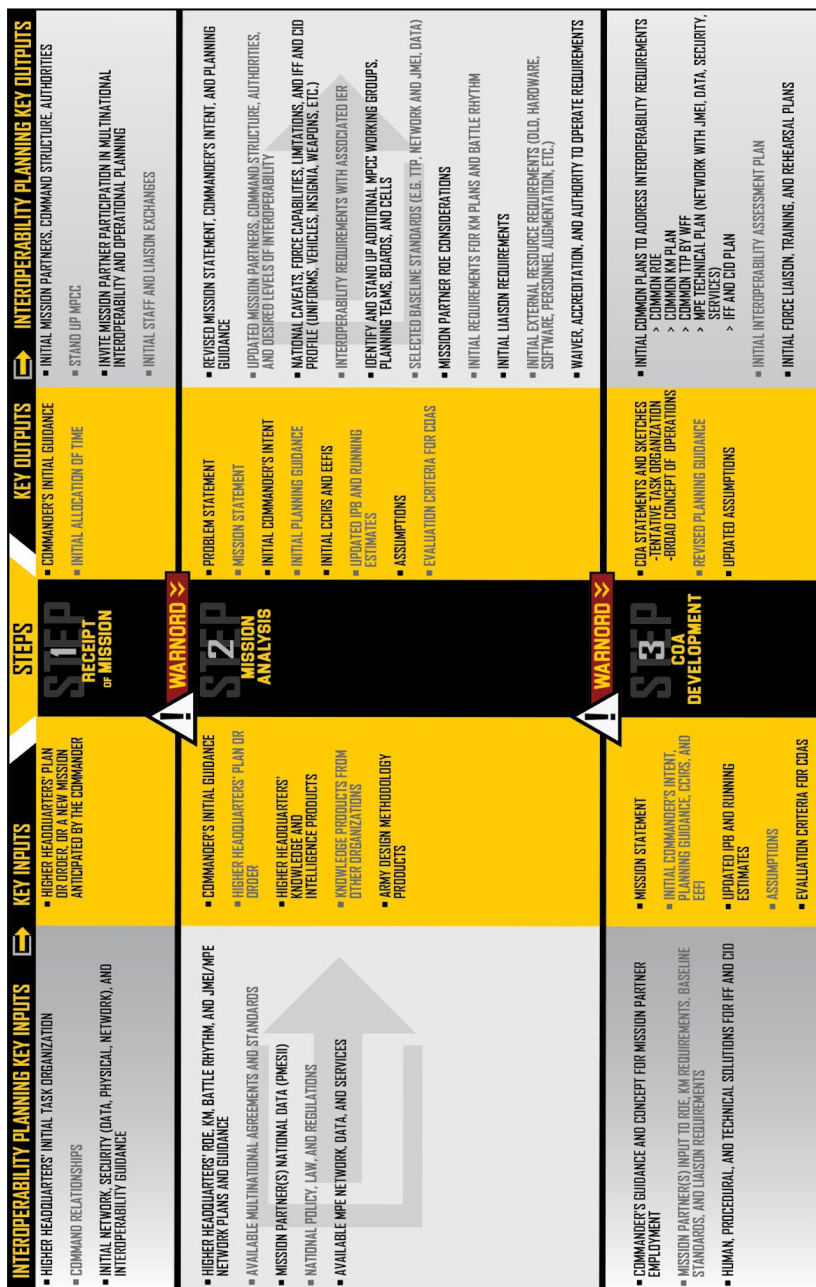 INTEROPERABILITY PLANNING KEY INPUTS
KEY INPUTS
STEPS
KEY OUTPUTS
INTEROPERABILITY PLANNING KEY OUTPUTS
▪ HIGHER HEADQUARTERS' INITIAL TASK ORGANIZATION
▪ COMMAND RELATIONSHIPS
▪ INITIAL NETWORK, SECURITY (DATA, PHYSICAL, NETWORK), AND
INTEROPERABILITY GUIDANCE
▪ HIGHER HEADQUARTERS' PLAN
OR ORDER, OR A NEW MISSION
ANTICIPATED BY THE COMMANDER
STEP
1
RECEIPT
OF MISSION
▪ COMMANDER'S INITIAL GUIDANCE
▪ INITIAL ALLOCATION OF TIME
▪ INITIAL MISSION PARTNERS, COMMAND STRUCTURE, AUTHORITIES
▪ STAND UP MPCC
▪ INVITE MISSION PARTNER PARTICIPATION IN MULTINATIONAL
INTEROPERABILITY AND OPERATIONAL PLANNING
▪ INITIAL STAFF AND LIAISON EXCHANGES
!
WARNORD
▪ HIGHER HEADQUARTERS' ROE, KM, BATTLE RHYTHM, AND JMEI/MPE
NETWORK PLANS AND GUIDANCE
▪ AVAILABLE MULTINATIONAL AGREEMENTS AND STANDARDS
▪ MISSION PARTNER(S) NATIONAL DATA (PMESII)
▪ NATIONAL POLICY, LAW, AND REGULATIONS
▪ AVAILABLE MPE NETWORK, DATA, AND SERVICES
▪ COMMANDER'S INITIAL GUIDANCE
▪ HIGHER HEADQUARTERS' PLAN OR
ORDER
▪ HIGHER HEADQUARTERS'
KNOWLEDGE AND
INTELLIGENCE PRODUCTS
▪ KNOWLEDGE PRODUCTS FROM
OTHER ORGANIZATIONS
▪ ARMY DESIGN METHODOLOGY
PRODUCTS
STEP
2
MISSION
ANALYSIS
▪ PROBLEM STATEMENT
▪ MISSION STATEMENT
▪ INITIAL COMMANDER'S INTENT
▪ INITIAL PLANNING GUIDANCE
▪ INITIAL CCIRS AND EEFIS
▪ UPDATED IPB AND RUNNING
ESTIMATES
▪ ASSUMPTIONS
▪ EVALUATION CRITERIA FOR COAS
▪ REVISED MISSION STATEMENT, COMMANDER'S INTENT, AND PLANNING
GUIDANCE
▪ UPDATED MISSION PARTNERS, COMMAND STRUCTURE, AUTHORITIES,
AND DESIRED LEVELS OF INTEROPERABILITY
▪ NATIONAL CAVEATS, FORCE CAPABILITIES, LIMITATIONS, AND IFF AND CID
PROFILE (UNIFORMS, VEHICLES, INSIGNIA, WEAPONS, ETC.)
▪ INTEROPERABILITY REQUIREMENTS WITH ASSOCIATED IER
▪ IDENTIFY AND STAND UP ADDITIONAL MPCC WORKING GROUPS,
PLANNING TEAMS, BOARDS, AND CELLS
▪ SELECTED BASELINE STANDARDS (E.G. TTP, NETWORK AND JMEI, DATA)
▪ MISSION PARTNER ROE CONSIDERATIONS
▪ INITIAL REQUIREMENTS FOR KM PLANS AND BATTLE RHYTHM
▪ INITIAL LIAISON REQUIREMENTS
▪ INITIAL EXTERNAL RESOURCE REQUIREMENTS (DLD, HARDWARE,
SOFTWARE, PERSONNEL AUGMENTATION, ETC.)
▪ WAIVER, ACCREDITATION, AND AUTHORITY TO OPERATE REQUIREMENTS
!
WARNORD
▪ COMMANDER'S GUIDANCE AND CONCEPT FOR MISSION PARTNER
EMPLOYMENT
▪ MISSION PARTNER(S) INPUT TO ROE, KM REQUIREMENTS, BASELINE
STANDARDS, AND LIAISON REQUIREMENTS
▪ HUMAN, PROCEDURAL, AND TECHNICAL SOLUTIONS FOR IFF AND CID
▪ MISSION STATEMENT
▪ INITIAL COMMANDER'S INTENT,
PLANNING GUIDANCE, CCIRS, AND
EEFI
▪ UPDATED IPB AND RUNNING
ESTIMATES
▪ ASSUMPTIONS
▪ EVALUATION CRITERIA FOR COAS
STEP
3
COA
DEVELOPMENT
▪ COA STATEMENTS AND SKETCHES
-TENTATIVE TASK ORGANIZATION
-BROAD CONCEPT OF OPERATIONS
▪ REVISED PLANNING GUIDANCE
▪ UPDATED ASSUMPTIONS
▪ INITIAL COMMON PLANS TO ADDRESS INTEROPERABILITY REQUIREMENTS
> COMMON ROE
> COMMON KM PLAN
> COMMON TTP BY WFF
> MPE TECHNICAL PLAN (NETWORK WITH JMEI, DATA, SECURITY,
SERVICES)
> IFF AND CID PLAN
▪ INITIAL INTEROPERABILITY ASSESSMENT PLAN
▪ INITIAL FORCE LIAISON, TRAINING, AND REHEARSAL PLANS